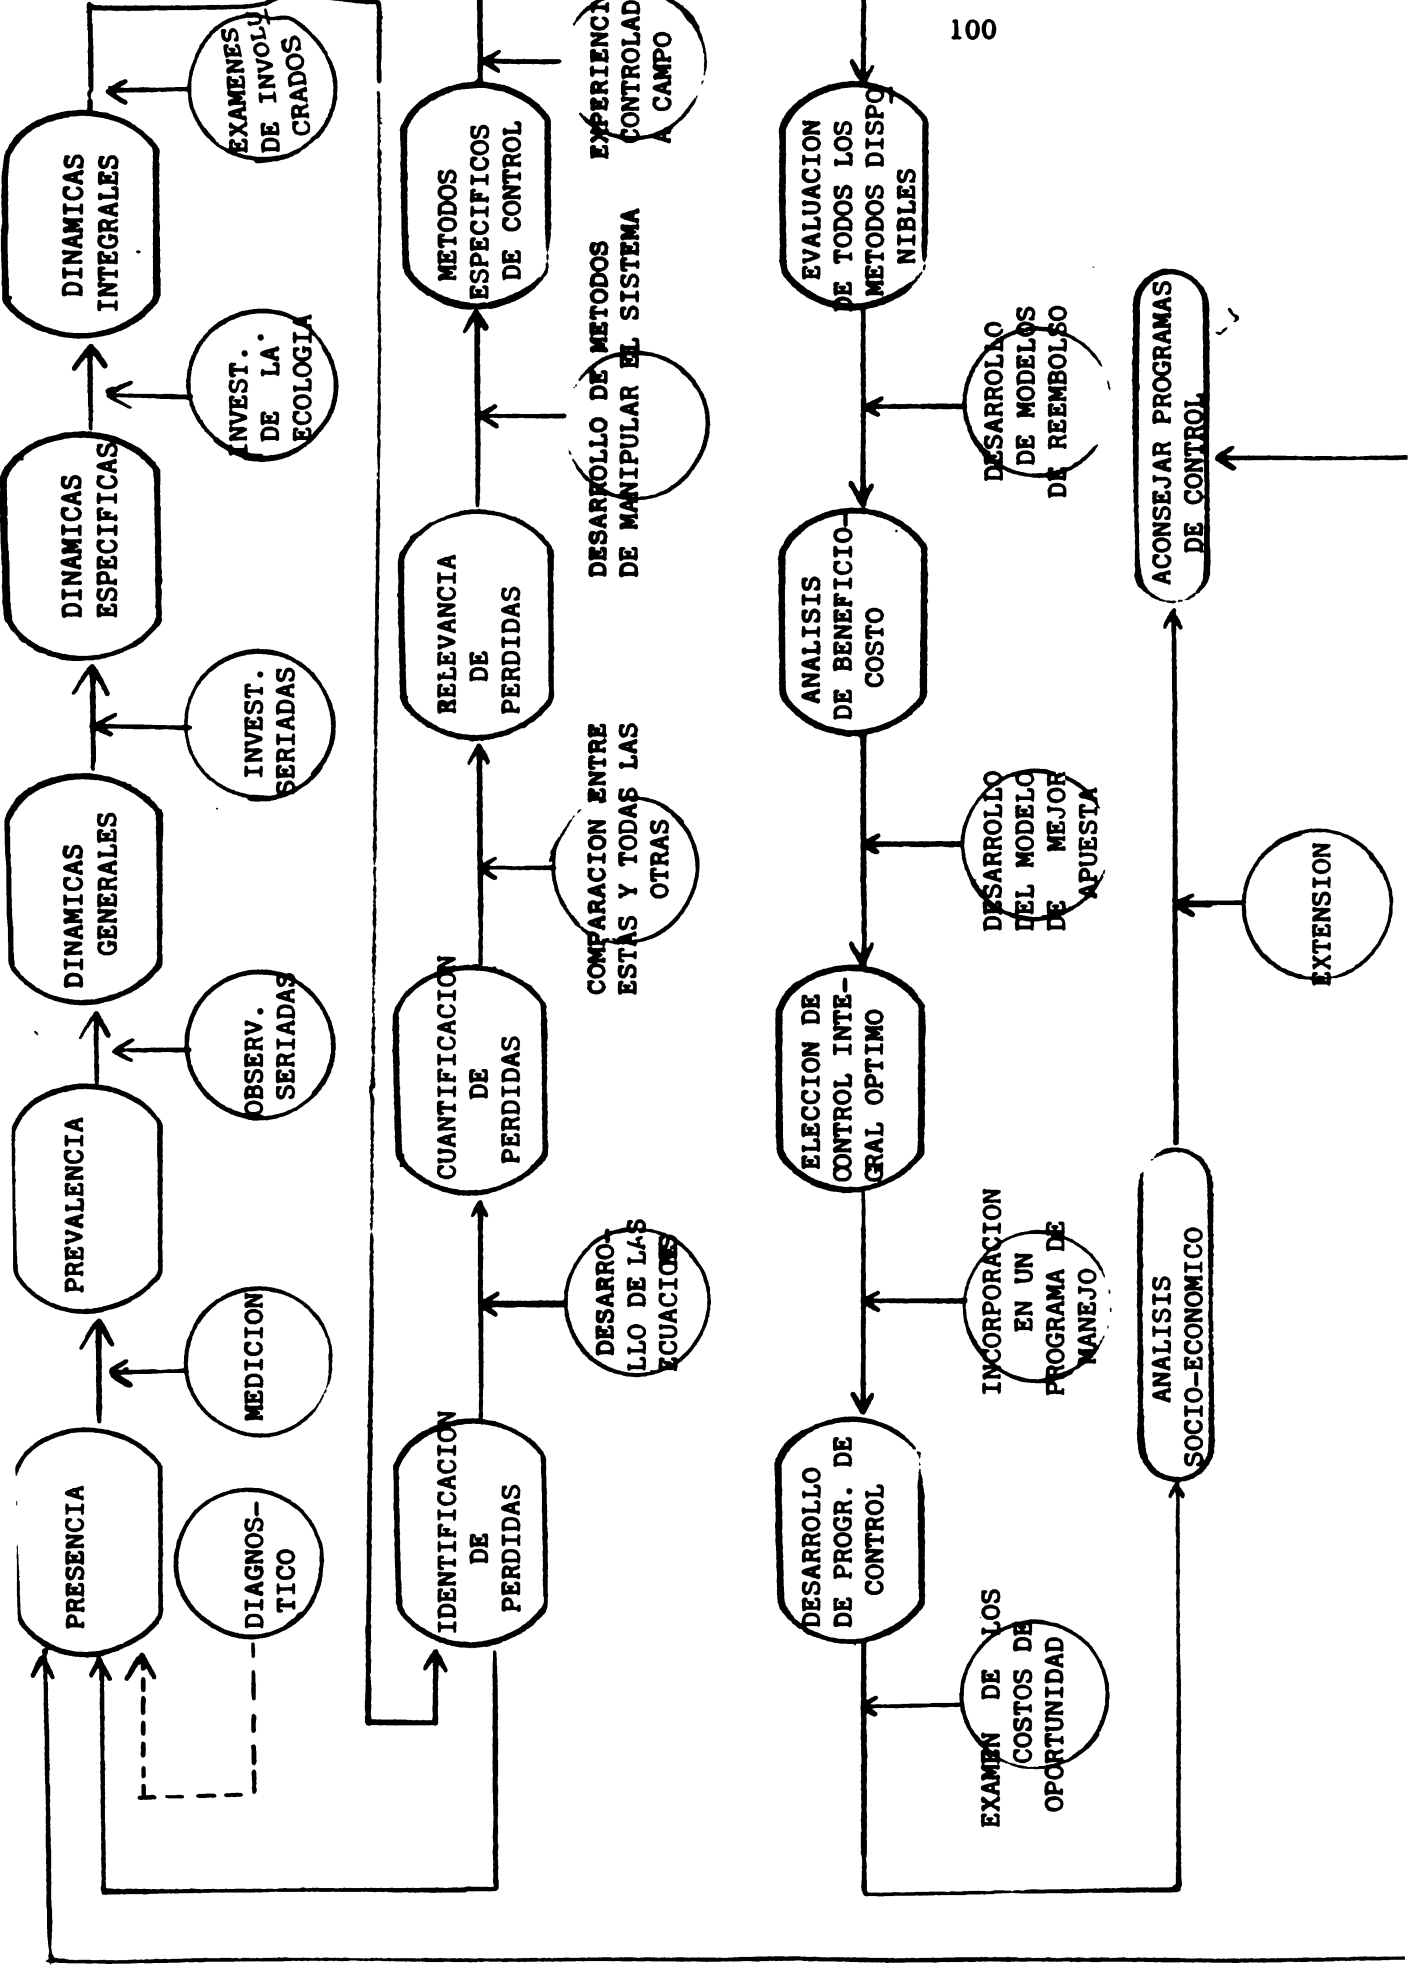 100
PRESENCIA
PREVALENCIA
DINAMICAS
GENERALES
DINAMICAS
ESPECIFICAS
DINAMICAS
INTEGRALES
DIAGNOS-
TICO
MEDICION
OBSERV.
SERIADAS
INVEST.
SERIADAS
INVEST.
DE LA
ECOLOGIA
EXAMENES
DE INVOLU
CRADOS
IDENTIFICACION
DE
PERDIDAS
CUANTIFICACION
DE
PERDIDAS
RELEVANCIA
DE
PERDIDAS
METODOS
ESPECIFICOS
DE CONTROL
DESARRO-
LLO DE LAS
ECUACIONES
COMPARACION ENTRE
ESTAS Y TODAS LAS
OTRAS
DESARROLLO DE METODOS
DE MANIPULAR EL SISTEMA
EXPERIENCI
CONTROLAD
A CAMPO
DESARROLLO
DE PROGR. DE
CONTROL
ELECCION DE
CONTROL INTE-
GRAL OPTIMO
ANALISIS
DE BENEFICIO-
COSTO
EVALUACION
DE TODOS LOS
METODOS DISPO
NIBLES
EXAMEN DE LOS
COSTOS DE
OPORTUNIDAD
INCORPORACION
EN UN
PROGRAMA DE
MANEJO
DESARROLLO
DEL MODELO
DE MEJOR
APUESTA
DESARROLLO
DE MODELOS
DE REEMBOLSO
ANALISIS
SOCIO-ECONOMICO
ACONSEJAR PROGRAMAS
DE CONTROL
EXTENSION